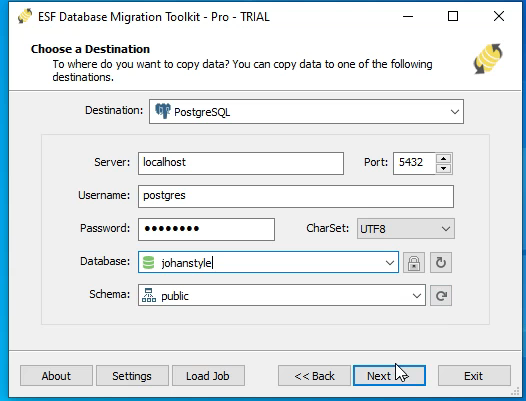 ESF Database Migration Toolkit - Pro - TRIAL
Choose a Destination
To where do you want to copy data? You can copy data to one of the following
destinations.
Destination: PostgreSQL
Server: localhost Port: 5432
Username: postgres
Password: ●●●●●●●● CharSet: UTF8
Database: johanstyle
Schema: public
About Settings Load Job << Back Next >> Exit